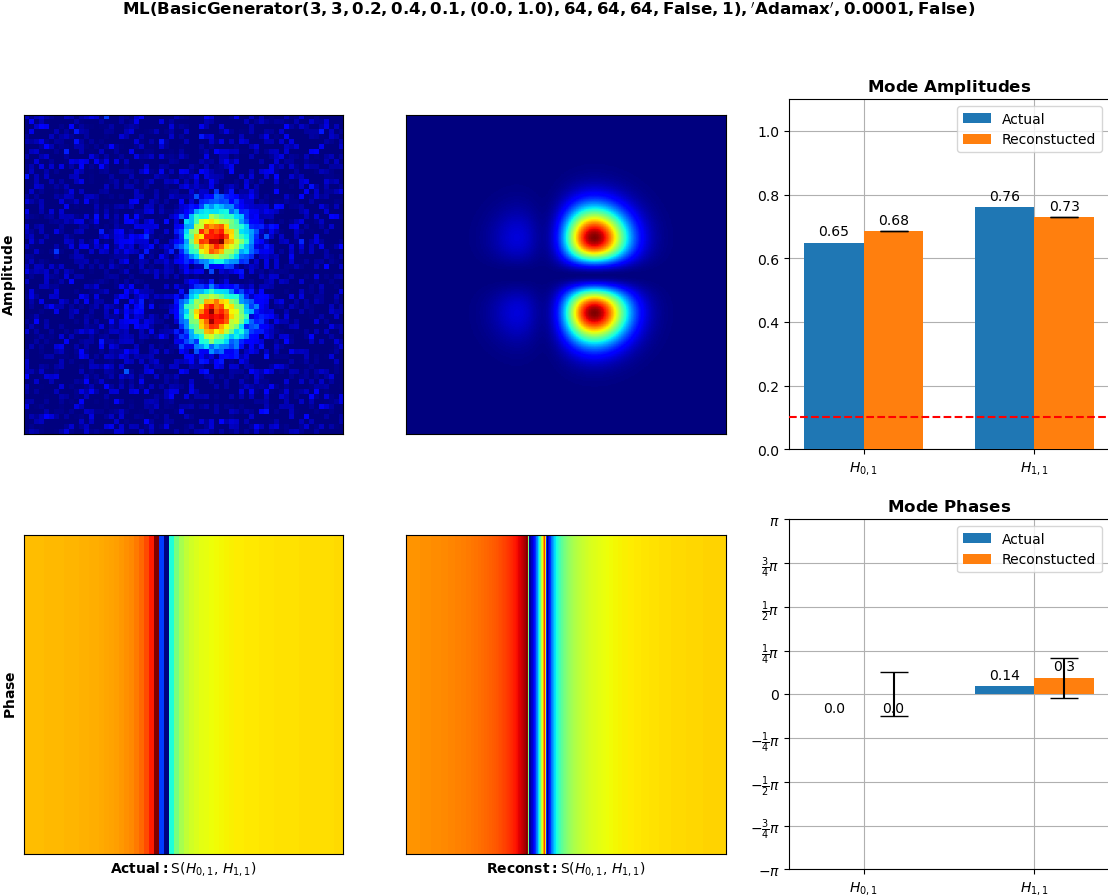 ML(BasicGenerator(3, 3, 0.2, 0.4, 0.1, (0.0, 1.0), 64, 64, 64, False, 1), 'Adamax', 0.0001, False)
Mode Amplitudes
Actual
Reconstucted
1.0
0.8
0.6
0.4
0.2
0.0
0.65
0.68
0.76
0.73
H0,1
H1,1
Amplitude
Mode Phases
Actual
Reconstucted
π
3/4π
1/2π
1/4π
0
−1/4π
−1/2π
−3/4π
−π
0.0
0.0
0.14
0.3
H0,1
H1,1
Phase
Actual: S(H0,1, H1,1)
Reconst: S(H0,1, H1,1)